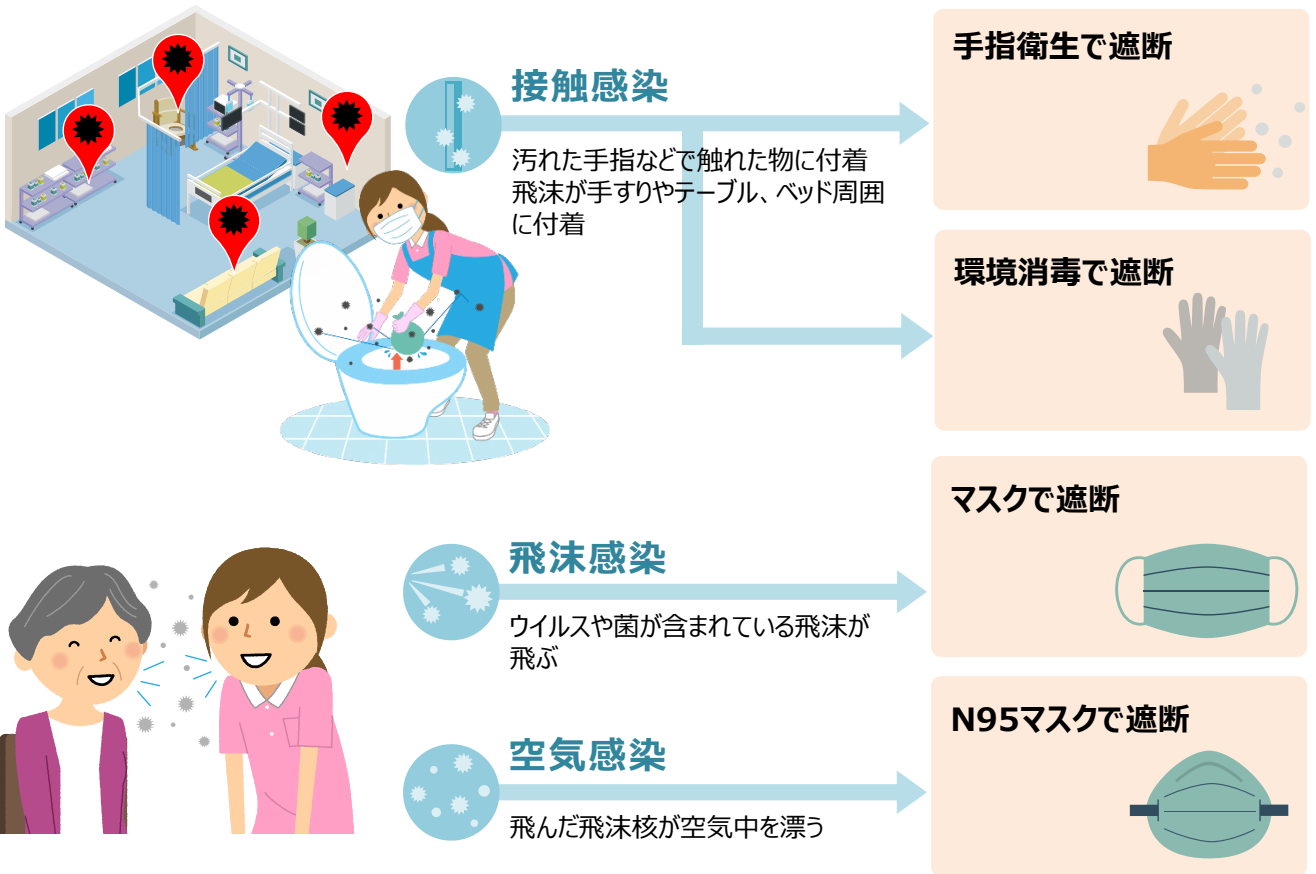 接触感染
汚れた手指などで触れた物に付着
飛沫が手すりやテーブル、ベッド周囲
に付着
手指衛生で遮断
環境消毒で遮断
飛沫感染
ウイルスや菌が含まれている飛沫が
飛ぶ
マスクで遮断
空気感染
飛んだ飛沫核が空気中を漂う
N95マスクで遮断